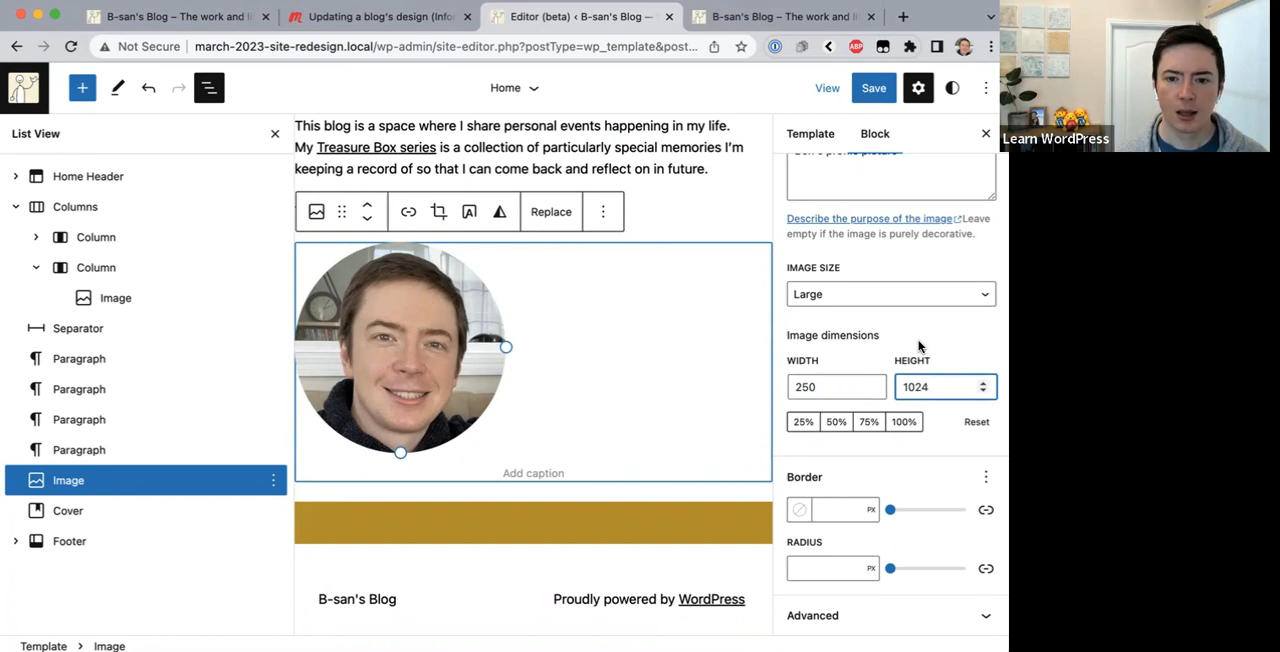 B-san's Blog – The work and li
Updating a blog's design (Info
Editor (beta) ‹ B-san's Blog —
B-san's Blog – The work and li
Not Secure
march-2023-site-redesign.local/wp-admin/site-editor.php?postType=wp_template&post...
ABP
Home
View
Save
Learn WordPress
List View
Template
Block
Home Header
Columns
Column
Column
Image
Separator
Paragraph
Paragraph
Paragraph
Paragraph
Image
Cover
Footer
This blog is a space where I share personal events happening in my life.
My Treasure Box series is a collection of particularly special memories I'm
keeping a record of so that I can come back and reflect on in future.
Replace
Add caption
B-san's Blog
Proudly powered by WordPress
Describe the purpose of the image Leave
empty if the image is purely decorative.
IMAGE SIZE
Large
Image dimensions
WIDTH
HEIGHT
250
1024
25%
50%
75%
100%
Reset
Border
PX
RADIUS
PX
Advanced
Template
Image